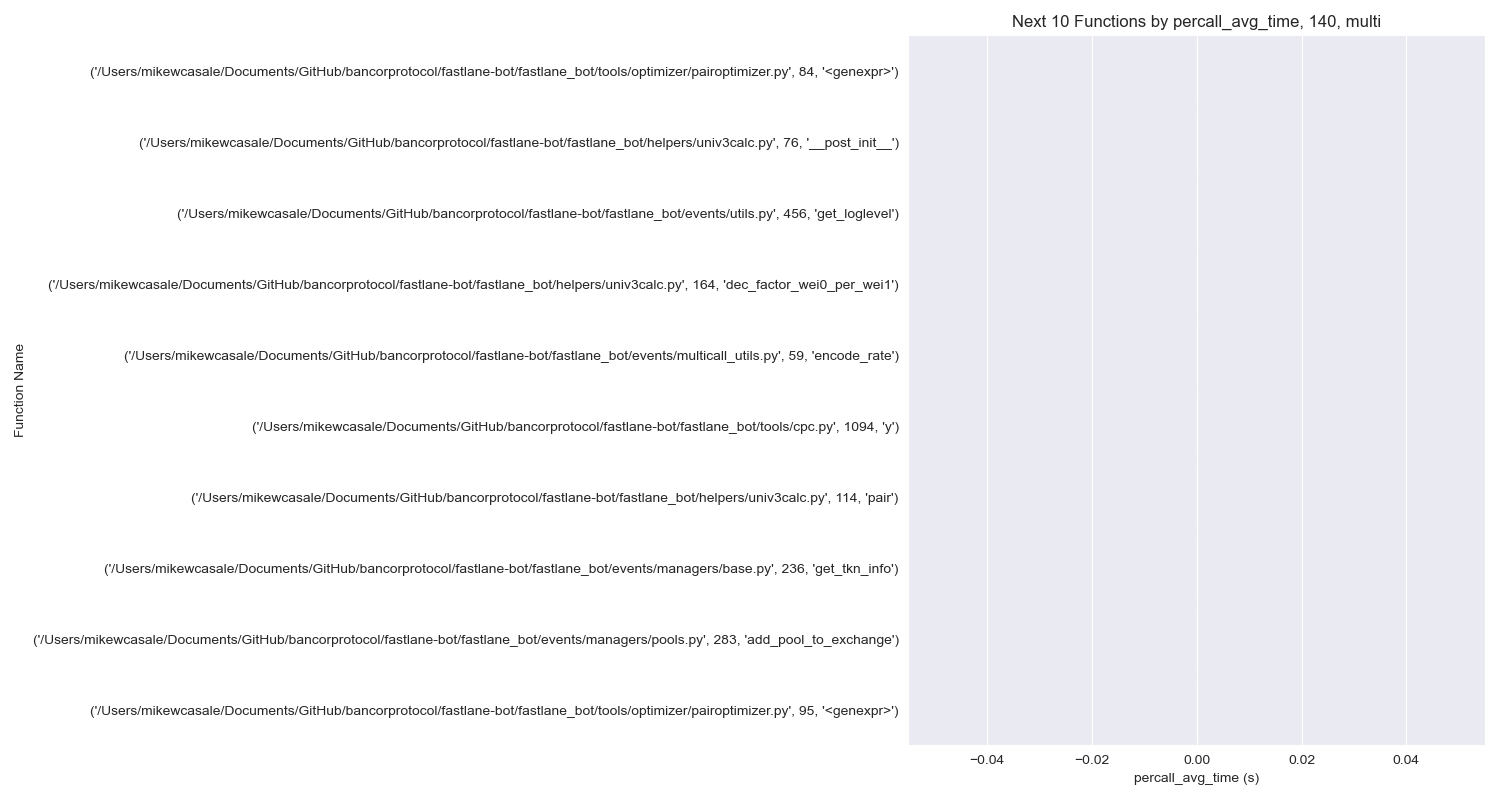 Next 10 Functions by percall_avg_time, 140, multi
('/Users/mikewcasale/Documents/GitHub/bancorprotocol/fastlane-bot/fastlane_bot/tools/optimizer/pairoptimizer.py', 84, '<genexpr>')
('/Users/mikewcasale/Documents/GitHub/bancorprotocol/fastlane-bot/fastlane_bot/helpers/univ3calc.py', 76, '__post_init__')
('/Users/mikewcasale/Documents/GitHub/bancorprotocol/fastlane-bot/fastlane_bot/events/utils.py', 456, 'get_loglevel')
('/Users/mikewcasale/Documents/GitHub/bancorprotocol/fastlane-bot/fastlane_bot/helpers/univ3calc.py', 164, 'dec_factor_wei0_per_wei1')
('/Users/mikewcasale/Documents/GitHub/bancorprotocol/fastlane-bot/fastlane_bot/events/multicall_utils.py', 59, 'encode_rate')
('/Users/mikewcasale/Documents/GitHub/bancorprotocol/fastlane-bot/fastlane_bot/tools/cpc.py', 1094, 'y')
('/Users/mikewcasale/Documents/GitHub/bancorprotocol/fastlane-bot/fastlane_bot/helpers/univ3calc.py', 114, 'pair')
('/Users/mikewcasale/Documents/GitHub/bancorprotocol/fastlane-bot/fastlane_bot/events/managers/base.py', 236, 'get_tkn_info')
('/Users/mikewcasale/Documents/GitHub/bancorprotocol/fastlane-bot/fastlane_bot/events/managers/pools.py', 283, 'add_pool_to_exchange')
('/Users/mikewcasale/Documents/GitHub/bancorprotocol/fastlane-bot/fastlane_bot/tools/optimizer/pairoptimizer.py', 95, '<genexpr>')
Function Name
−0.04 −0.02 0.00 0.02 0.04
percall_avg_time (s)